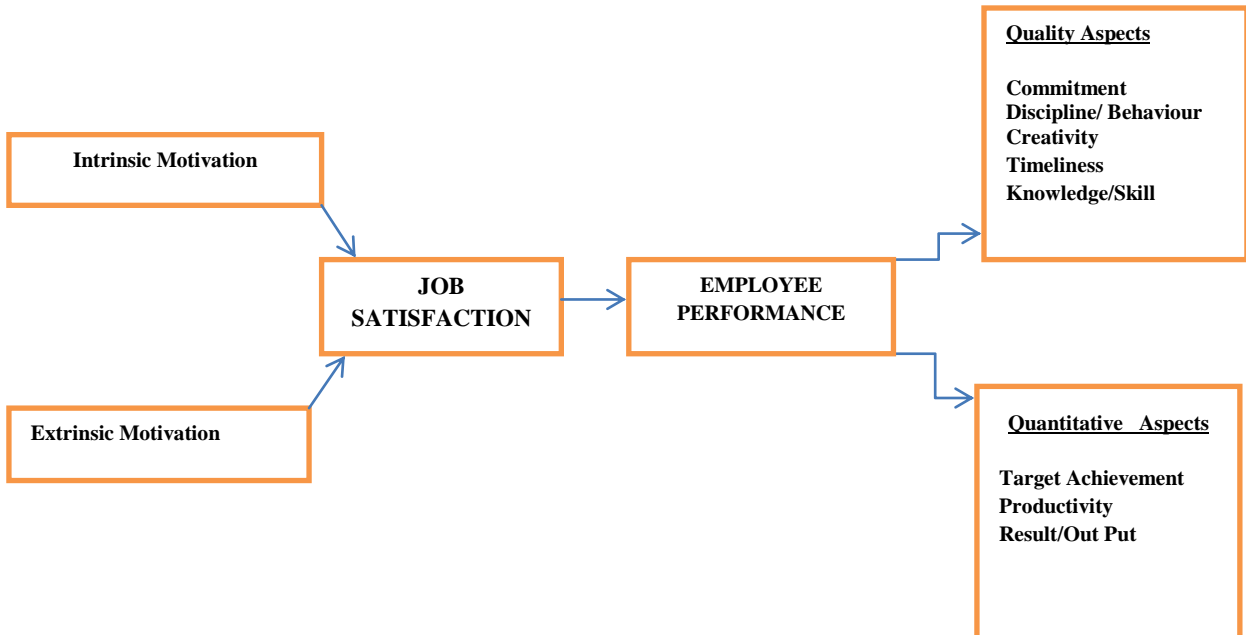 Quality Aspects
Commitment
Discipline/ Behaviour
Creativity
Timeliness
Knowledge/Skill
Intrinsic Motivation
JOB
SATISFACTION
EMPLOYEE
PERFORMANCE
Extrinsic Motivation
Quantitative Aspects
Target Achievement
Productivity
Result/Out Put